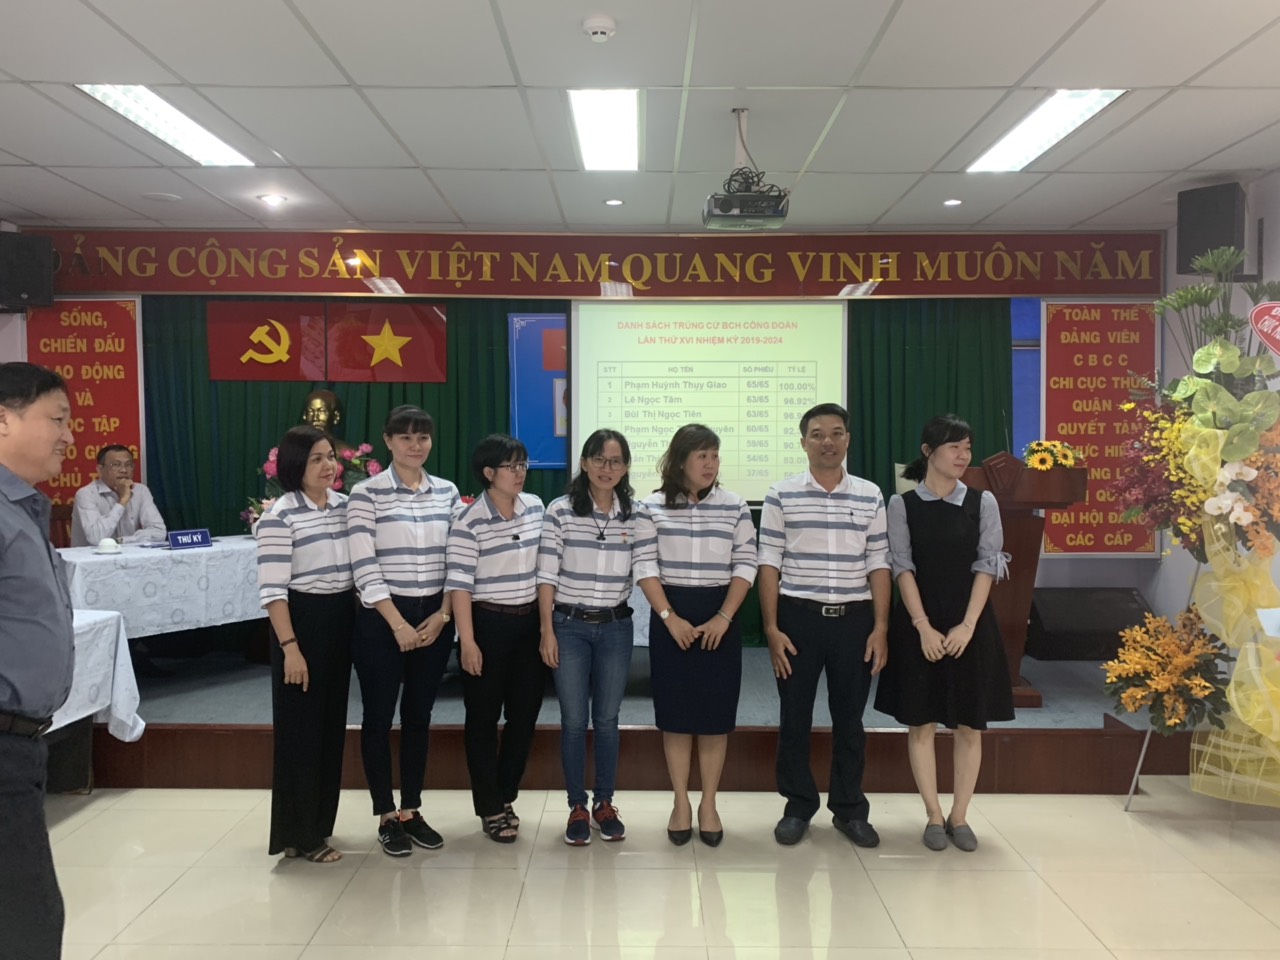 ĐẢNG CỘNG SẢN VIỆT NAM QUANG VINH MUÔN NĂM
SỐNG,
CHIẾN ĐẤU
LAO ĐỘNG
VÀ
HỌC TẬP
THƯ KÝ
DANH SÁCH TRÚNG CỬ BCH CÔNG ĐOÀN
LẦN THỨ XVI NHIỆM KỲ 2019-2024
STT HỌ TÊN SỐ PHIẾU TỶ LỆ
1 Phạm Huỳnh Thụy Giao 65/65 100.00%
2 Lê Ngọc Tâm 63/65 96.92%
3 Bùi Thị Ngọc Tiên 63/65
Phạm Ngọc 60/65
59/65
54/65
37/65
TOÀN THỂ
ĐẢNG VIÊN
CBCC
CHI CỤC THUẾ
QUẬN
QUYẾT TÂM
ĐẠI HỘI ĐẢNG
CÁC CẤP